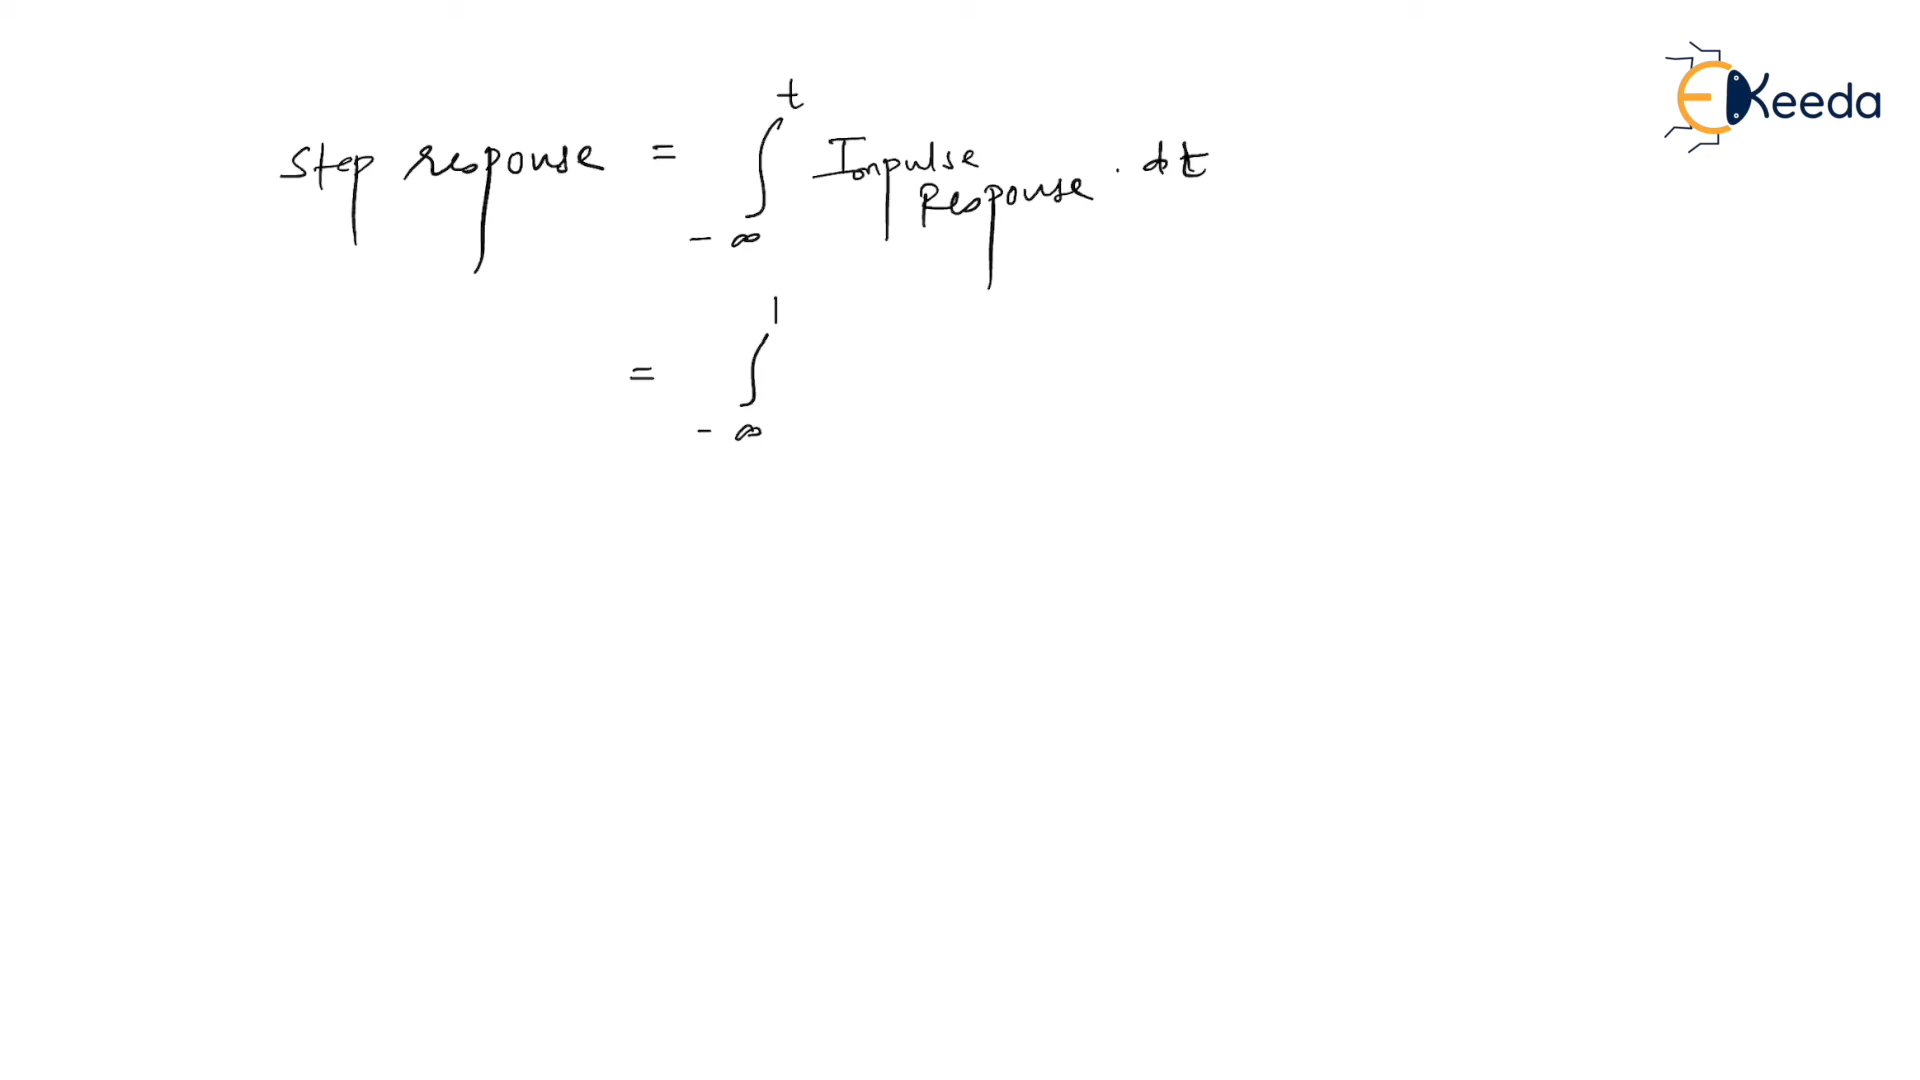 EKeeda
Step response = ∫_{-∞}^{t} Impulse Response . dt
= ∫_{-∞}^{1}